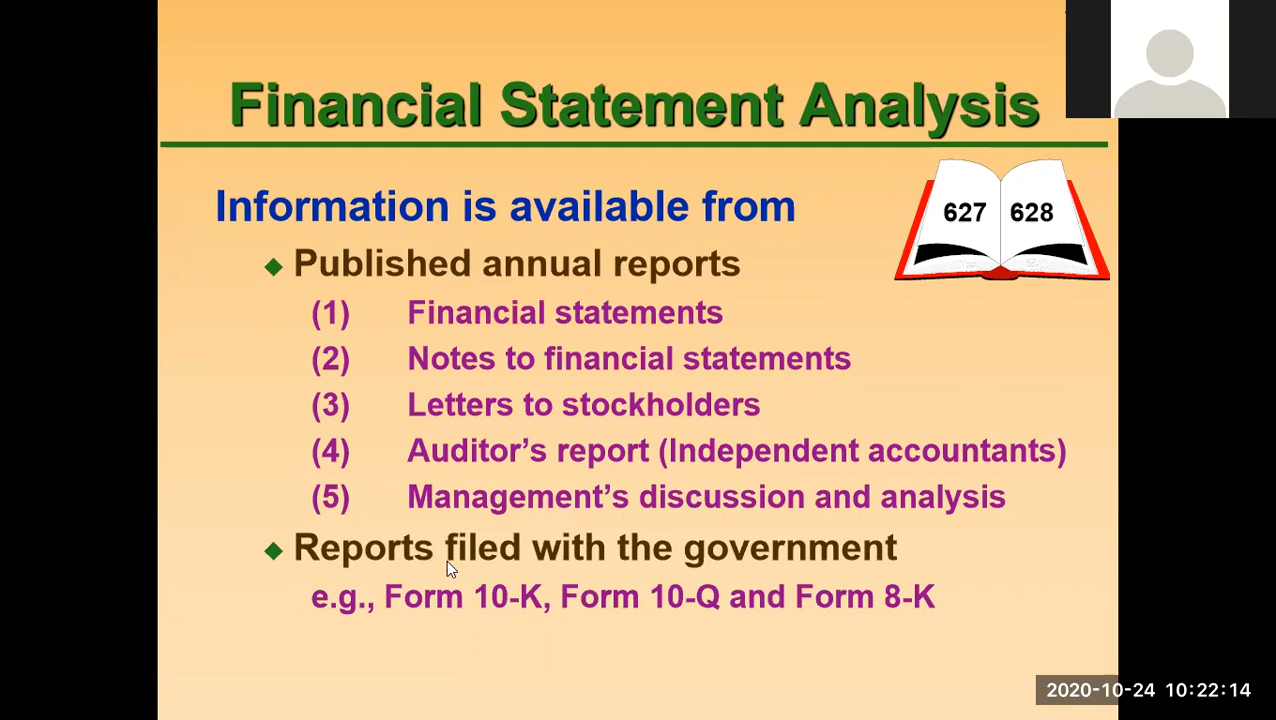 Financial Statement Analysis
Information is available from
627 628
Published annual reports
(1) Financial statements
(2) Notes to financial statements
(3) Letters to stockholders
(4) Auditor’s report (Independent accountants)
(5) Management’s discussion and analysis
Reports filed with the government
e.g., Form 10-K, Form 10-Q and Form 8-K
2020-10-24 10:22:14